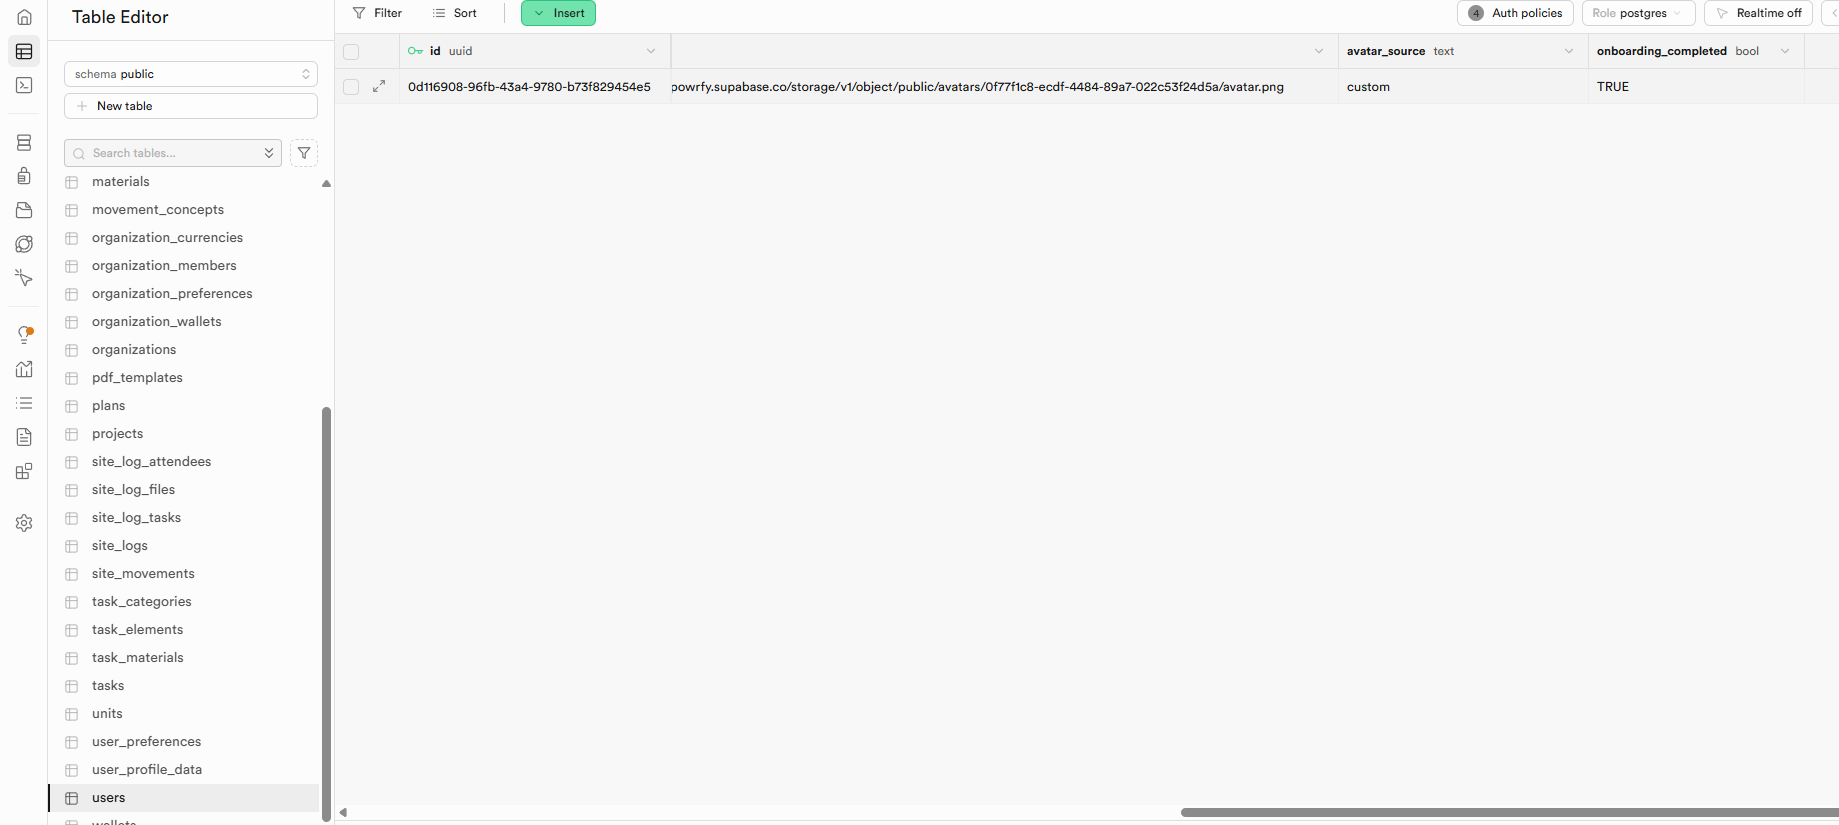 Table Editor
Filter
Sort
Insert
4 Auth policies
Role postgres
Realtime off
schema public
New table
Search tables...
id uuid
avatar_source text
onboarding_completed bool
0d116908-96fb-43a4-9780-b73f829454e5
powrfy.supabase.co/storage/v1/object/public/avatars/0f77f1c8-ecdf-4484-89a7-022c53f24d5a/avatar.png
custom
TRUE
materials
movement_concepts
organization_currencies
organization_members
organization_preferences
organization_wallets
organizations
pdf_templates
plans
projects
site_log_attendees
site_log_files
site_log_tasks
site_logs
site_movements
task_categories
task_elements
task_materials
tasks
units
user_preferences
user_profile_data
users
wallets